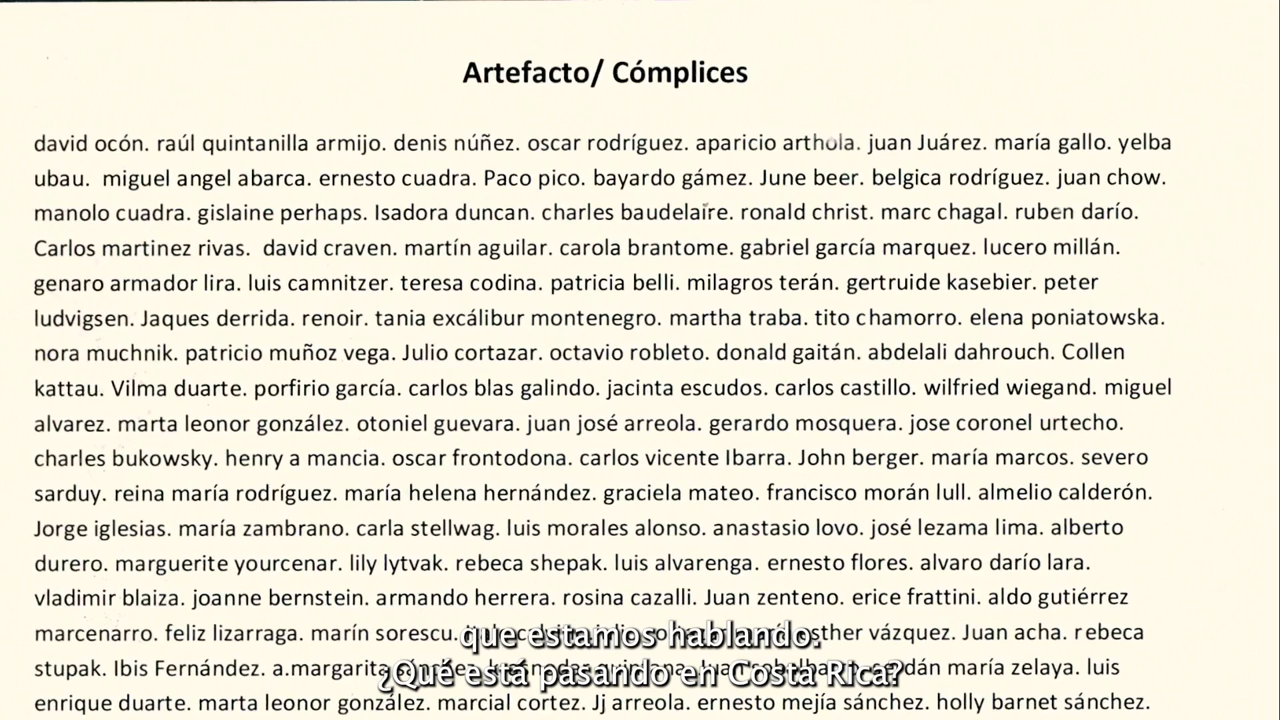 Artefacto/ Cómplices
david ocón. raúl quintanilla armijo. denis núñez. oscar rodríguez. aparicio arthola. juan Juárez. maría gallo. yelba
ubau.  miguel angel abarca. ernesto cuadra. Paco pico. bayardo gámez. June beer. belgica rodríguez. juan chow.
manolo cuadra. gislaine perhaps. Isadora duncan. charles baudelaire. ronald christ. marc chagal. ruben darío.
Carlos martinez rivas.  david craven. martín aguilar. carola brantome. gabriel garcía marquez. lucero millán.
genaro armador lira. luis camnitzer. teresa codina. patricia belli. milagros terán. gertruide kasebier. peter
ludvigsen. Jaques derrida. renoir. tania excálibur montenegro. martha traba. tito chamorro. elena poniatowska.
nora muchnik. patricio muñoz vega. Julio cortazar. octavio robleto. donald gaitán. abdelali dahrouch. Collen
kattau. Vilma duarte. porfirio garcía. carlos blas galindo. jacinta escudos. carlos castillo. wilfried wiegand. miguel
alvarez. marta leonor gonzález. otoniel guevara. juan josé arreola. gerardo mosquera. jose coronel urtecho.
charles bukowsky. henry a mancia. oscar frontodona. carlos vicente Ibarra. John berger. maría marcos. severo
sarduy. reina maría rodríguez. maría helena hernández. graciela mateo. francisco morán lull. almelio calderón.
Jorge iglesias. maría zambrano. carla stellwag. luis morales alonso. anastasio lovo. josé lezama lima. alberto
durero. marguerite yourcenar. lily lytvak. rebeca shepak. luis alvarenga. ernesto flores. alvaro darío lara.
vladimir blaiza. joanne bernstein. armando herrera. rosina cazalli. Juan zenteno. erice frattini. aldo gutiérrez
marcenarro. feliz lizarraga. marín sorescu. esther vázquez. Juan acha. rebeca
que estamos hablando.
stupak. Ibis Fernández. a.margarita maría zelaya. luis
¿Qué está pasando en Costa Rica?
enrique duarte. marta leonor gonzález. marcial cortez. Jj arreola. ernesto mejía sánchez. holly barnet sánchez.